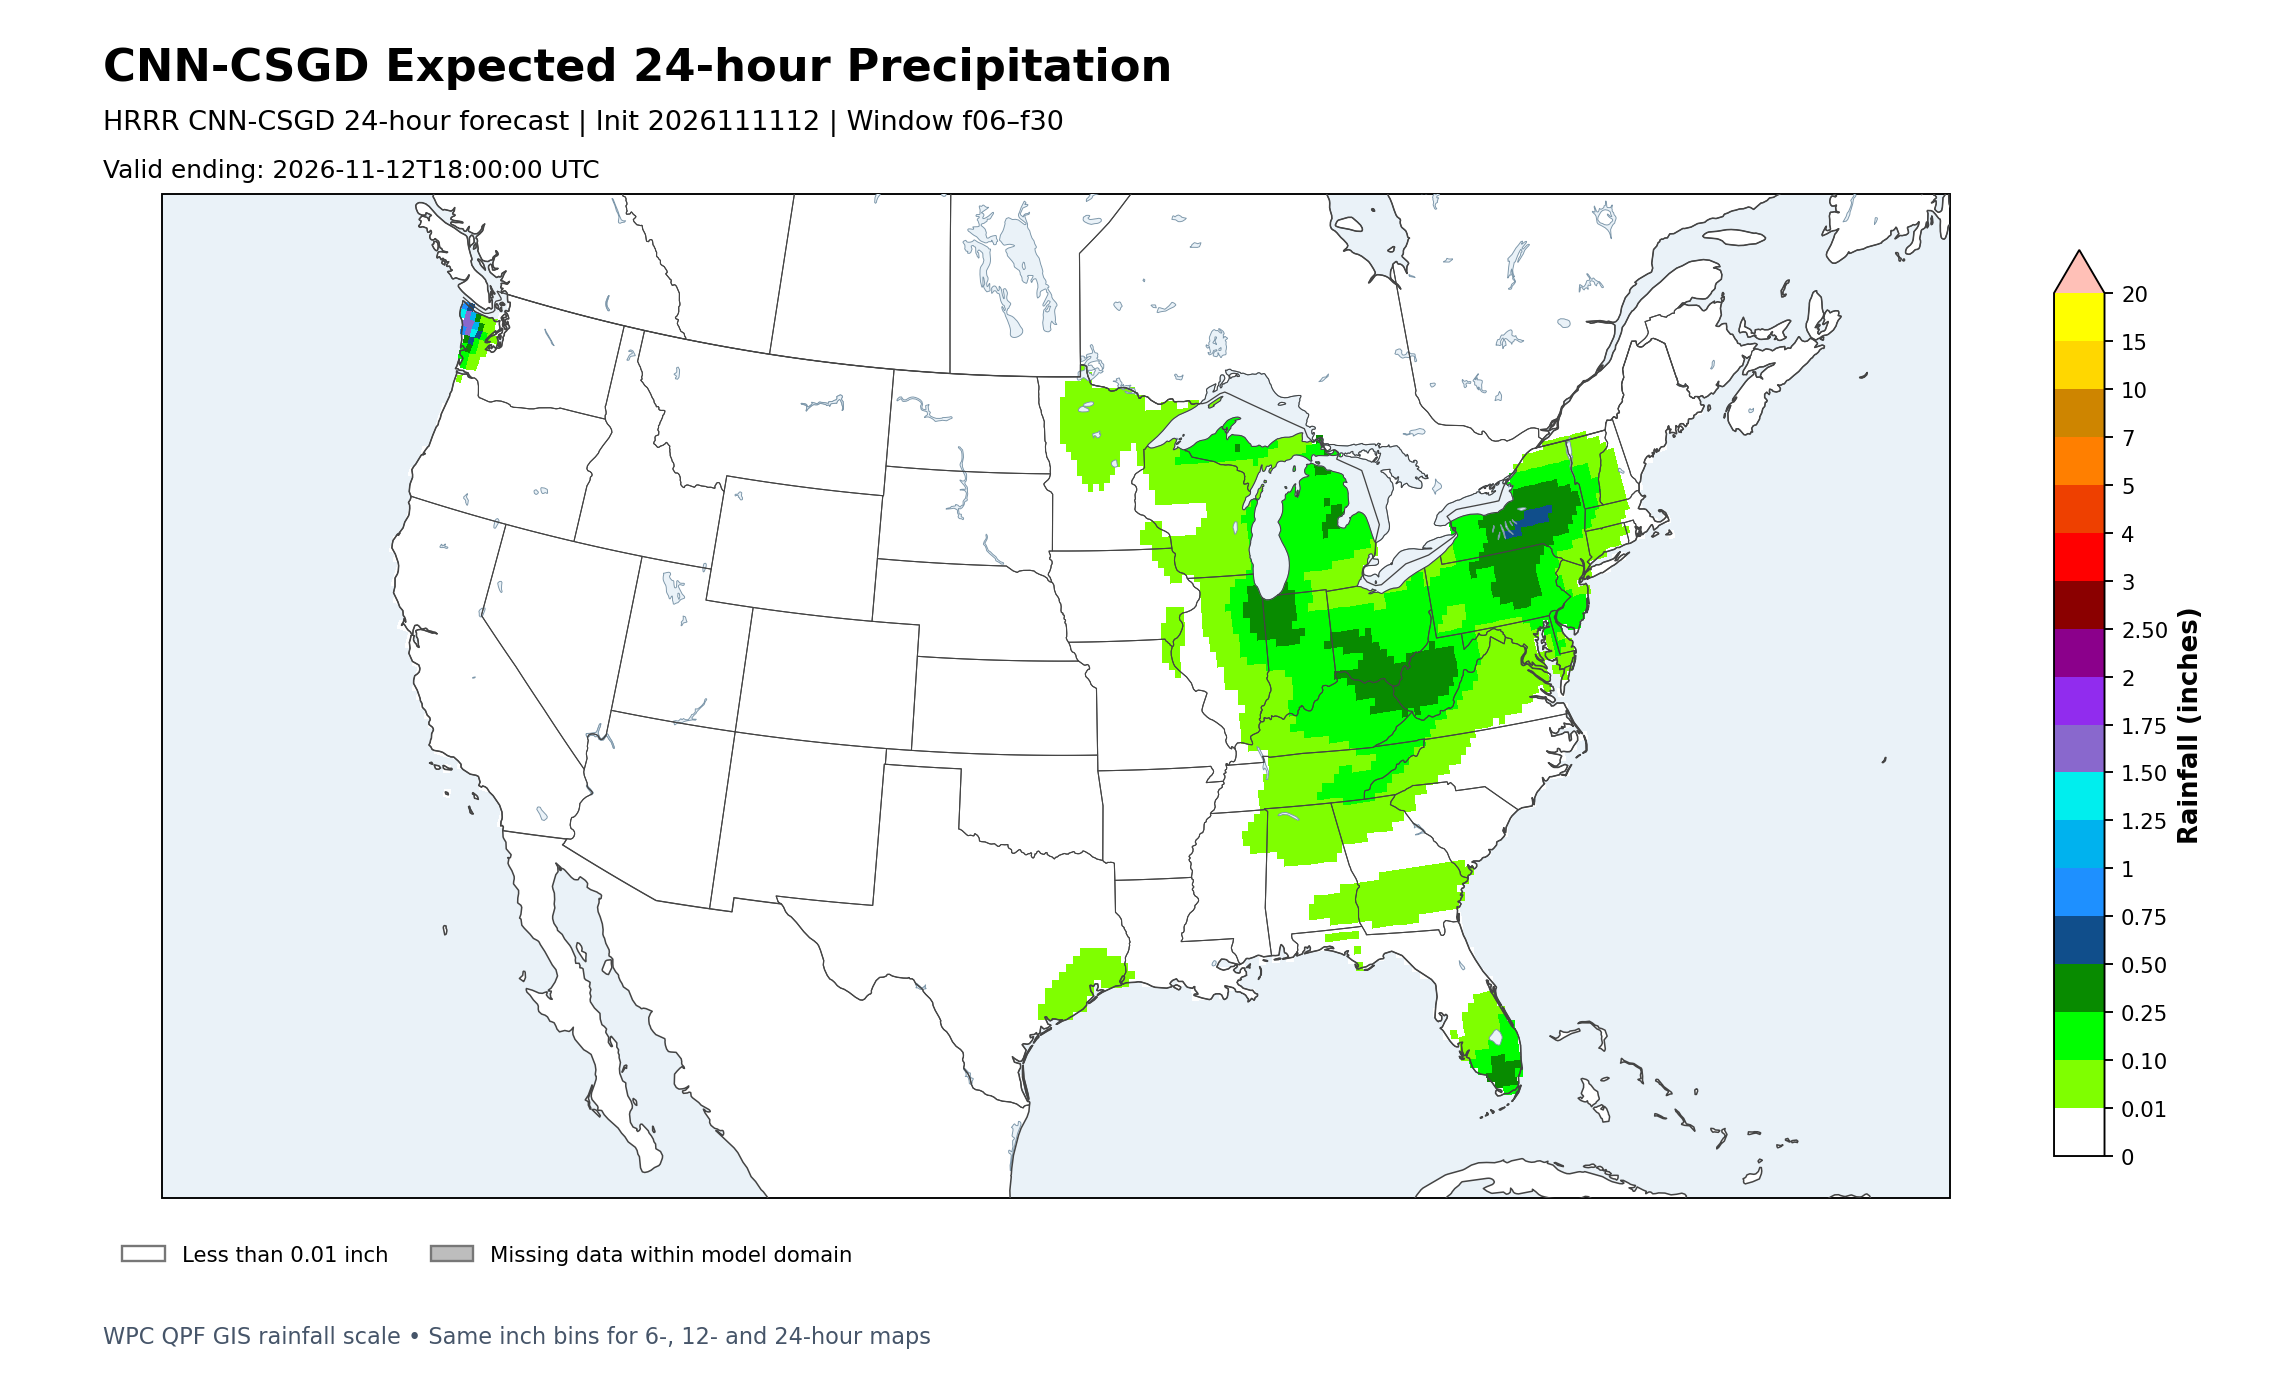 CNN-CSGD Expected 24-hour Precipitation
HRRR CNN-CSGD 24-hour forecast | Init 2026111112 | Window f06–f30
Valid ending: 2026-11-12T18:00:00 UTC
20
15
10
7
5
4
3
2.50
2
1.75
1.50
1.25
1
0.75
0.50
0.25
0.10
0.01
0
Rainfall (inches)
Less than 0.01 inch
Missing data within model domain
WPC QPF GIS rainfall scale • Same inch bins for 6-, 12- and 24-hour maps